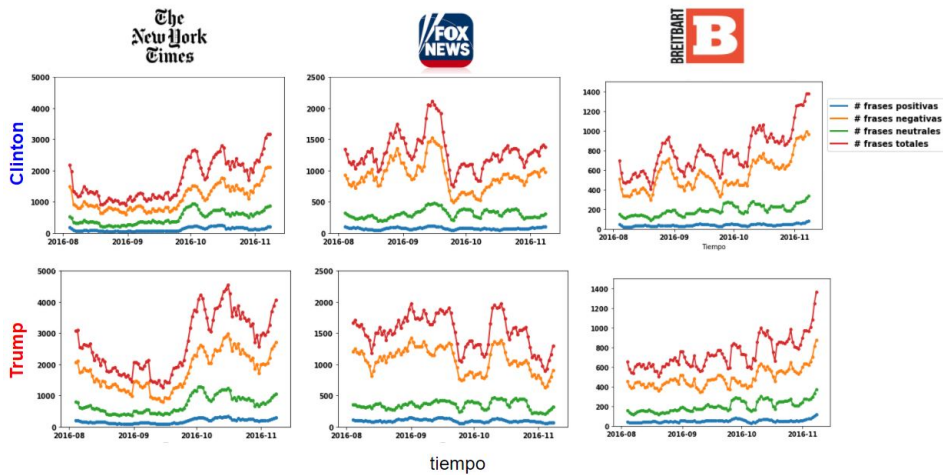 The
New York
Times
FOX
NEWS
BREITBART
B
Clinton
5000
4000
3000
2000
1000
0
2016-08 2016-09 2016-10 2016-11
2500
2000
1500
1000
500
0
2016-08 2016-09 2016-10 2016-11
1400
1200
1000
800
600
400
200
0
2016-08 2016-09 2016-10 2016-11
Tiempo
# frases positivas
# frases negativas
# frases neutrales
# frases totales
Trump
5000
4000
3000
2000
1000
0
2016-08 2016-09 2016-10 2016-11
2500
2000
1500
1000
500
0
2016-08 2016-09 2016-10 2016-11
1400
1200
1000
800
600
400
200
0
2016-08 2016-09 2016-10 2016-11
tiempo